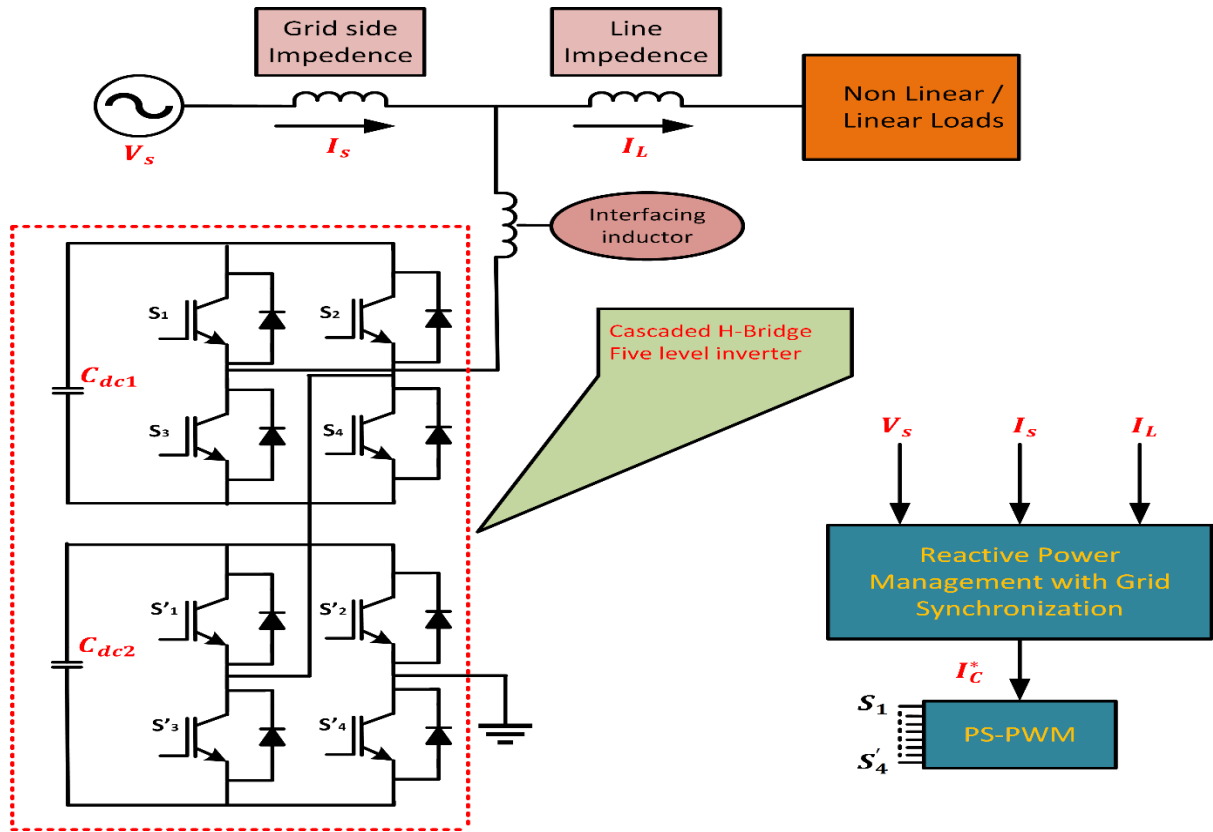 Grid side
Impedence
Line
Impedence
Non Linear /
Linear Loads
V_s
I_s
I_L
Interfacing
inductor
S₁
S₂
C_dc1
S₃
S₄
Cascaded H-Bridge
Five level inverter
V_s
I_s
I_L
S'₁
S'₂
C_dc2
S'₃
S'₄
Reactive Power
Management with Grid
Synchronization
I*_C
S₁
PS-PWM
S'₄